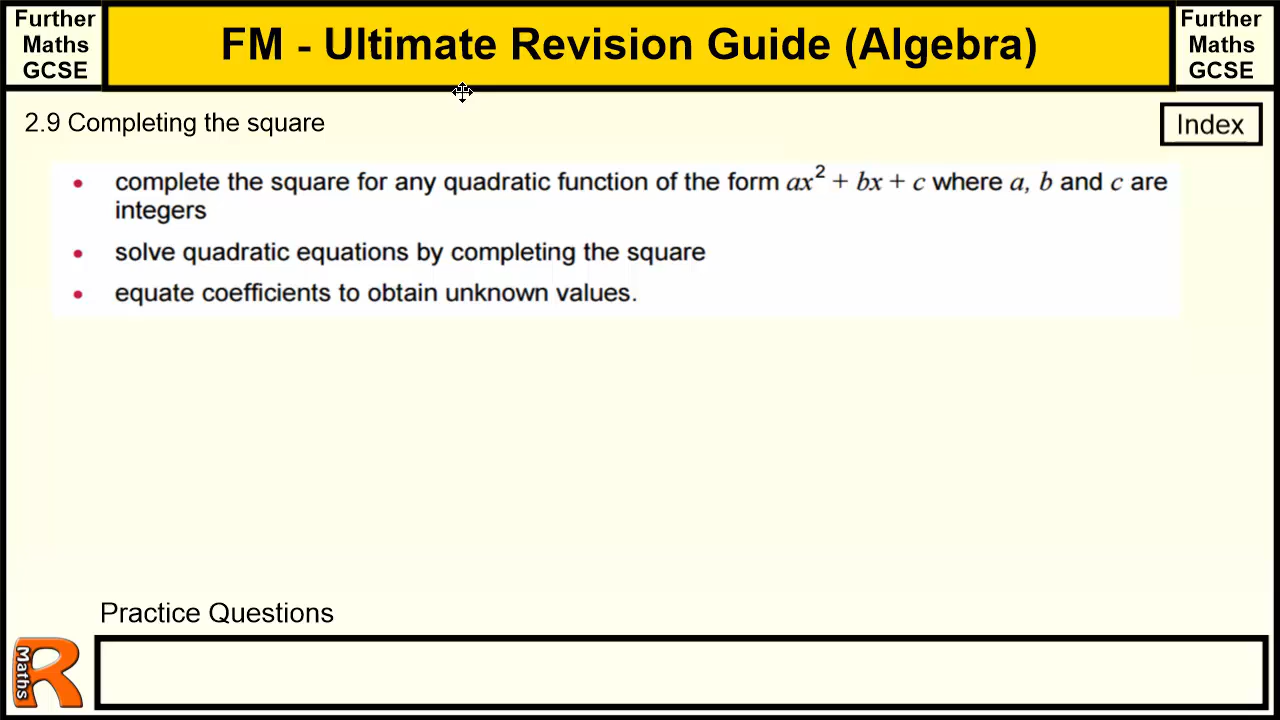 Further
Maths
GCSE
FM - Ultimate Revision Guide (Algebra)
Further
Maths
GCSE
2.9 Completing the square
Index
• complete the square for any quadratic function of the form ax² + bx + c where a, b and c are
integers
• solve quadratic equations by completing the square
• equate coefficients to obtain unknown values.
Practice Questions
R
Maths